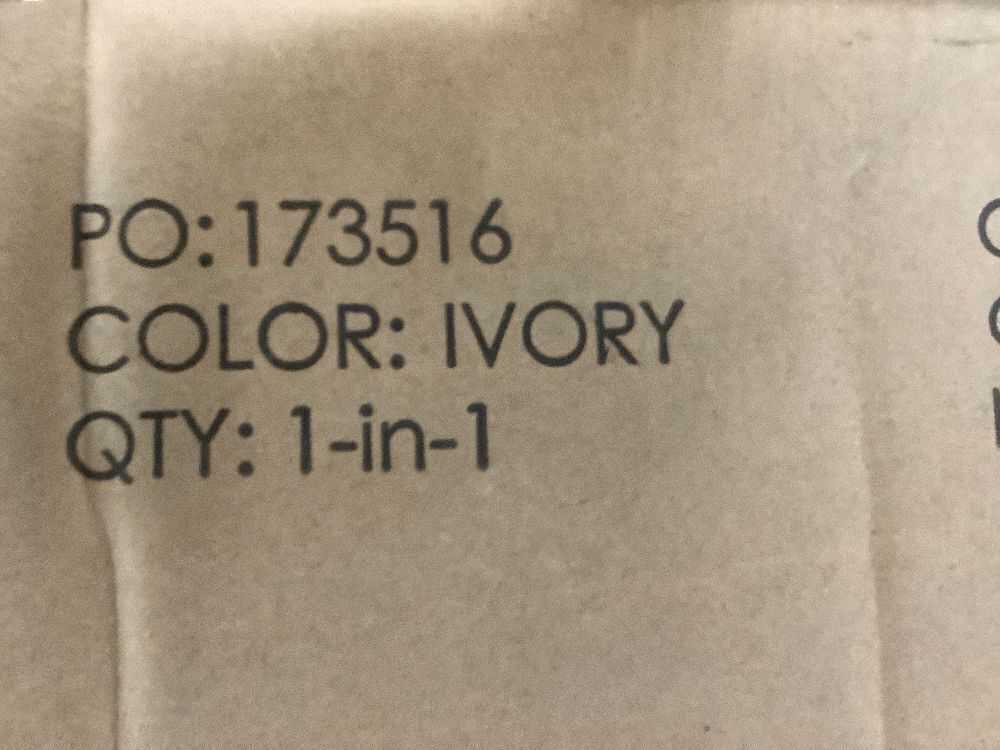 PO:173516
COLOR: IVORY
QTY: 1-in-1